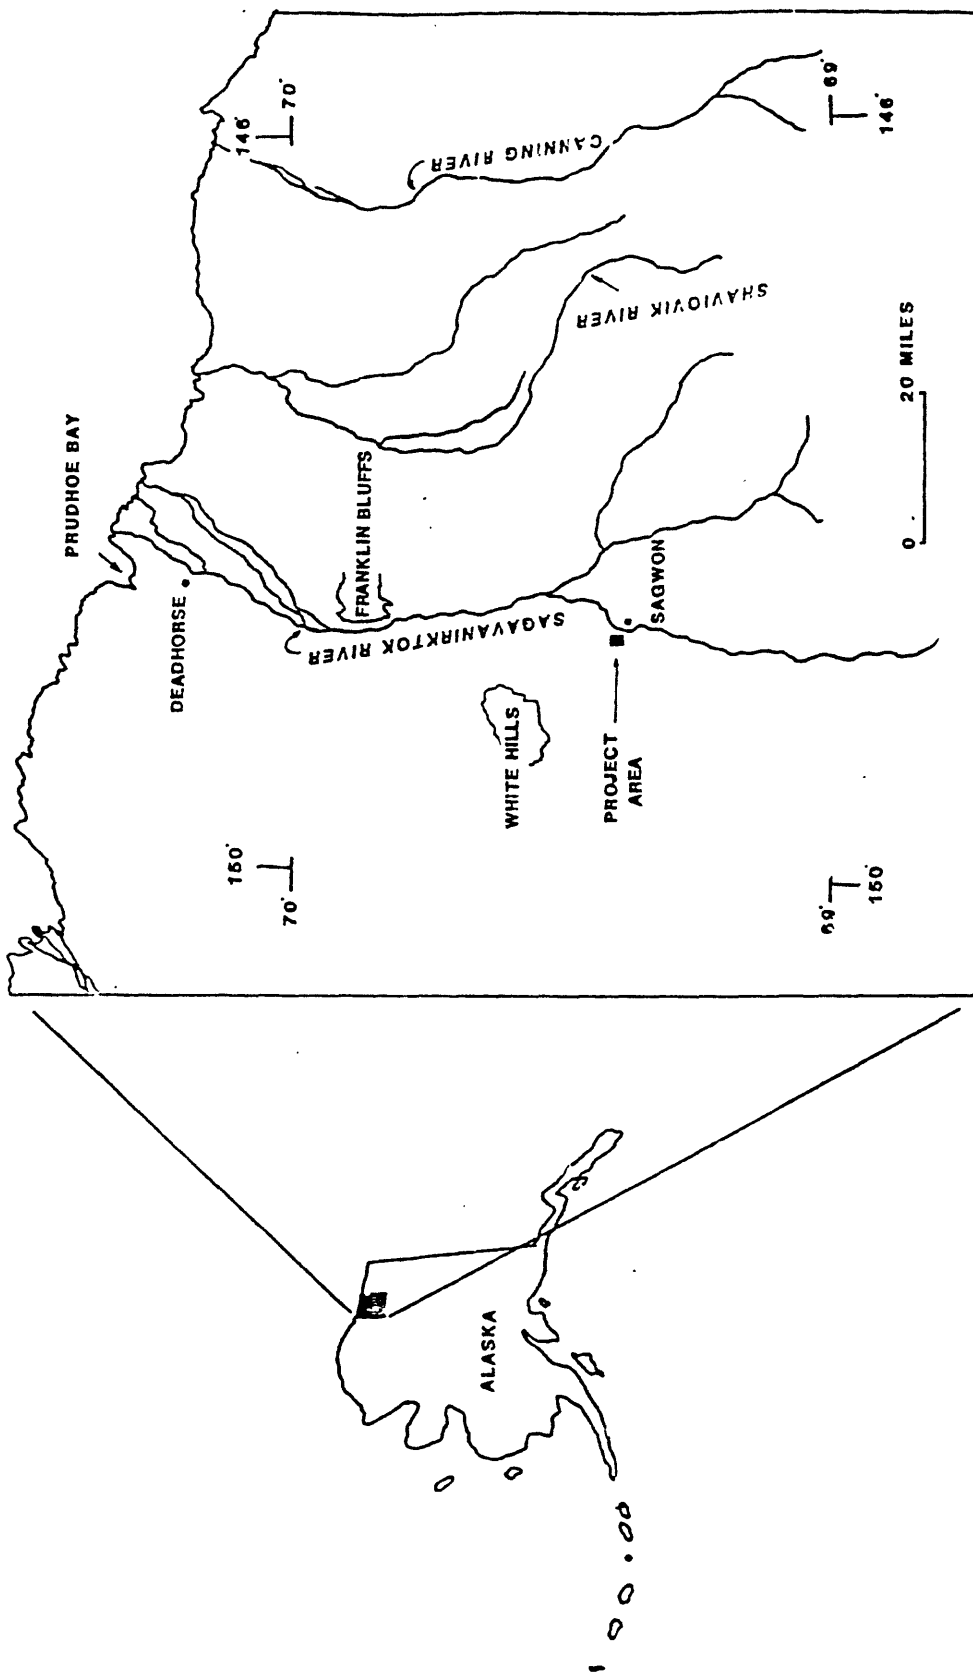 PRUDHOE BAY
DEADHORSE
146°
70°
150°
70°
FRANKLIN BLUFFS
SAGAVANIRKTOK RIVER
CANNING RIVER
SHAVIOVIK RIVER
WHITE HILLS
PROJECT
AREA
SAGWON
69°
150°
69°
146°
0 20 MILES
ALASKA